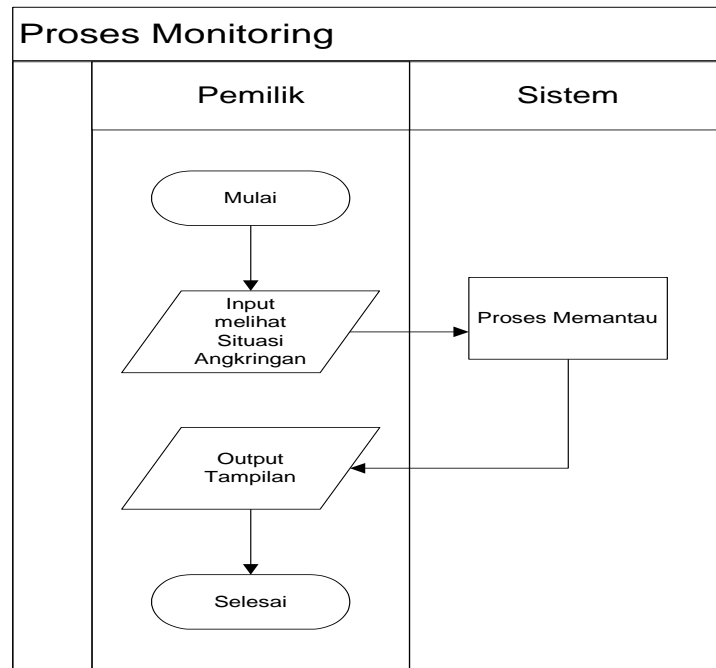 Proses Monitoring
Pemilik
Sistem
Mulai
Input
melihat
Situasi
Angkringan
Proses Memantau
Output
Tampilan
Selesai